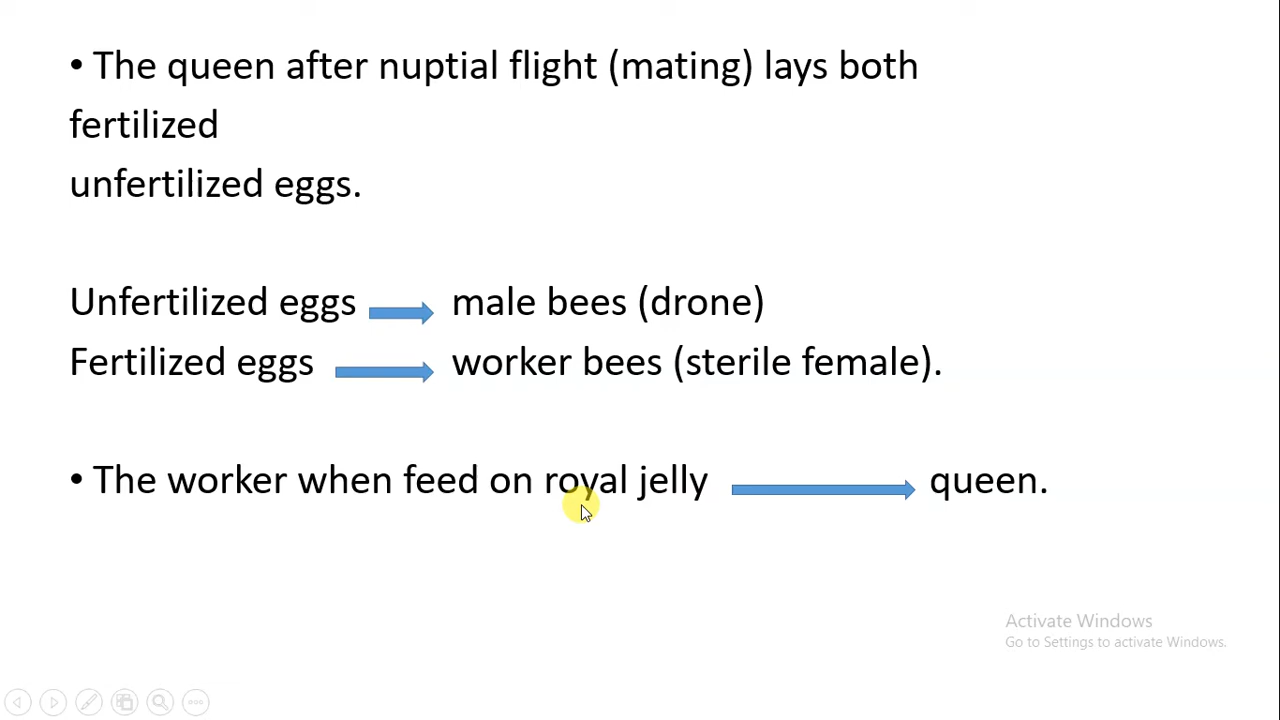 • The queen after nuptial flight (mating) lays both
fertilized
unfertilized eggs.
Unfertilized eggs male bees (drone)
Fertilized eggs worker bees (sterile female).
• The worker when feed on royal jelly queen.
Activate Windows
Go to Settings to activate Windows.